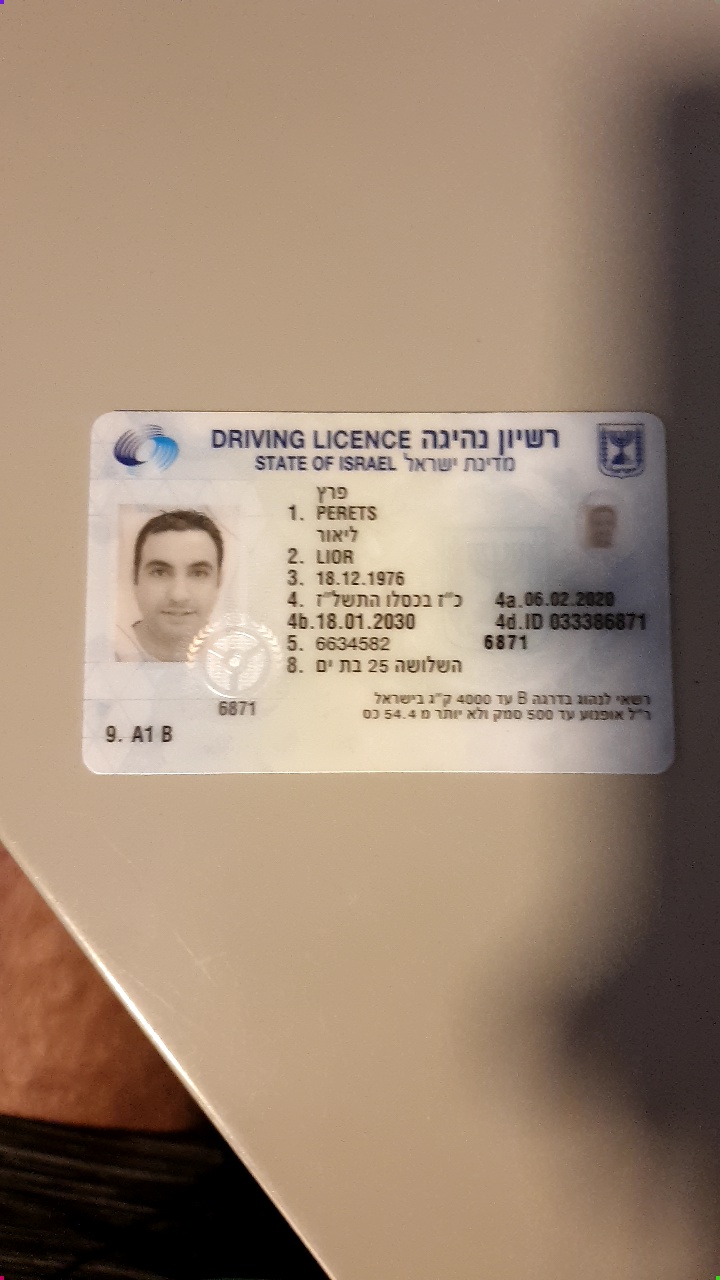 DRIVING LICENCE רשיון נהיגה
STATE OF ISRAEL מדינת ישראל
פרץ
1. PERETS
ליאור
2. LIOR
3. 18.12.1976
4. כ"ז בכסלו התשל"ז 4a.06.02.2020
4b.18.01.2030 4d.ID 033386871
5. 6634582 6871
8. השלושה 25 בת ים
רשאי לנהוג בדרגה B עד 4000 ק"ג בישראל
6871 ר"ל אופנוע עד 500 סמק ולא יותר מ 54.4 כס
9. A1 B